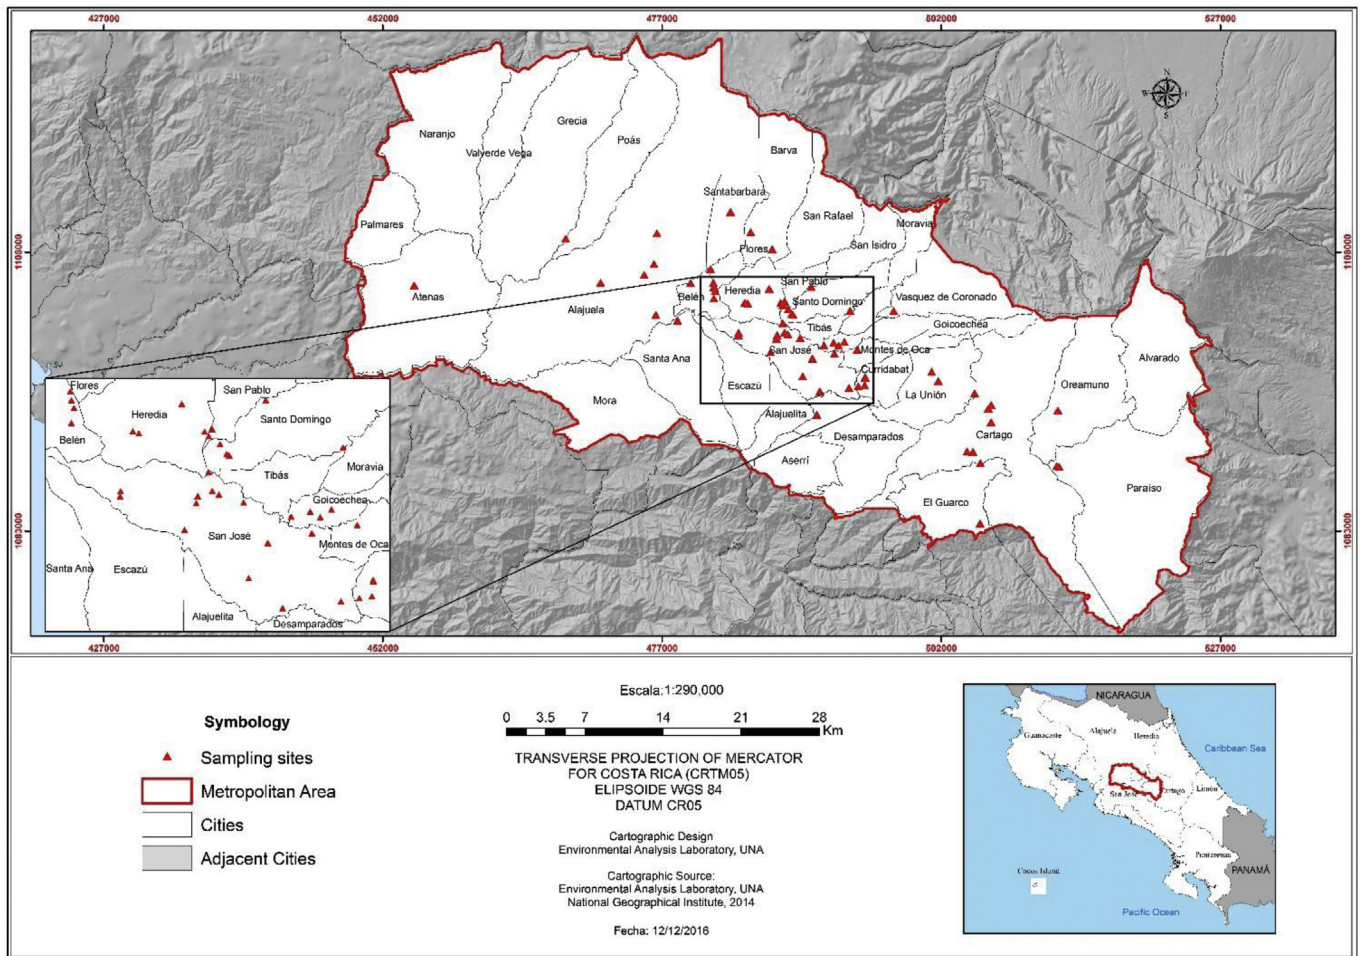 427000
452000
477000
502000
527000
N
W
E
S
Naranjo
Valverde Vega
Grecia
Poás
Barva
Santabarbara
Palmares
San Rafael
Moravia
Flores
San Isidro
1108000
1108000
Atenas
Alajuela
Belén
Heredia
San Pablo
Santo Domingo
Vasquez de Coronado
Tibás
Goicoechea
San José
Montes de Oca
Santa Ana
Curridabat
Alvarado
Escazú
La Unión
Oreamuno
Mora
Alajuelita
Desamparados
Cartago
Aserrí
El Guarco
Paraiso
1083000
1083000
Flores
San Pablo
Heredia
Santo Domingo
Belén
Tibás
Moravia
Goicoechea
San José
Montes de Oca
Santa Ana
Escazú
Alajuelita
Desamparados
427000
452000
477000
502000
527000
Symbology
Sampling sites
Metropolitan Area
Cities
Adjacent Cities
Escala:1:290,000
0 3.5 7 14 21 28
Km
TRANSVERSE PROJECTION OF MERCATOR
FOR COSTA RICA (CRTM05)
ELIPSOIDE WGS 84
DATUM CR05
Cartographic Design
Environmental Analysis Laboratory, UNA
Cartographic Source:
Environmental Analysis Laboratory, UNA
National Geographical Institute, 2014
Fecha: 12/12/2016
NICARAGUA
Guanacaste
Alajuela
Heredia
Caribbean Sea
San José
Cartago
Limón
Puntarenas
PANAMÁ
Cocos Island
Pacific Ocean